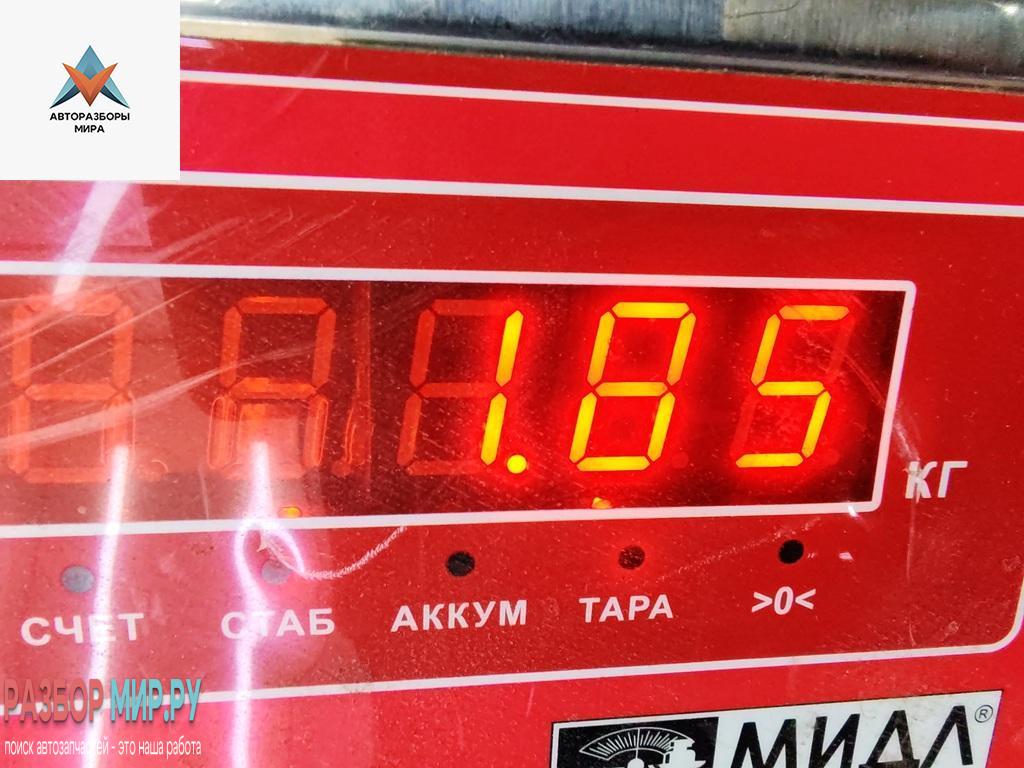 АВТОРАЗБОРЫ
МИРА
1.85
КГ
СЧЕТ СТАБ АККУМ ТАРА >0<
РАЗБОР МИР.РУ
поиск автозапчастей - это наша работа
МИДЛ®